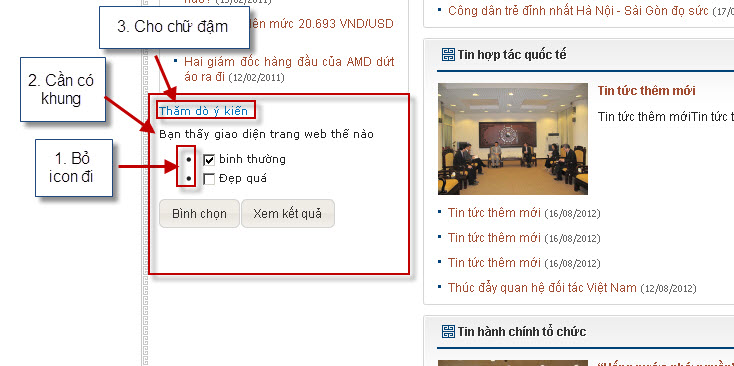 nao? (15/02/2011)
lên mức 20.693 VND/USD
Hai giám đốc hàng đầu của AMD dứt
áo ra đi (12/02/2011)
3. Cho chữ đậm
2. Cần có
khung
1. Bỏ
icon đi
Thăm dò ý kiến
Bạn thấy giao diện trang web thế nào
bình thường
Đẹp quá
Bình chọn
Xem kết quả
Công dân trẻ đỉnh nhất Hà Nội - Sài Gòn đọ sức (17/0
Tin hợp tác quốc tế
Tin tức thêm mới
Tin tức thêm mớiTin tức t
Tin tức thêm mới (16/08/2012)
Tin tức thêm mới (16/08/2012)
Tin tức thêm mới (16/08/2012)
Thúc đẩy quan hệ đối tác Việt Nam (12/08/2012)
Tin hành chính tổ chức